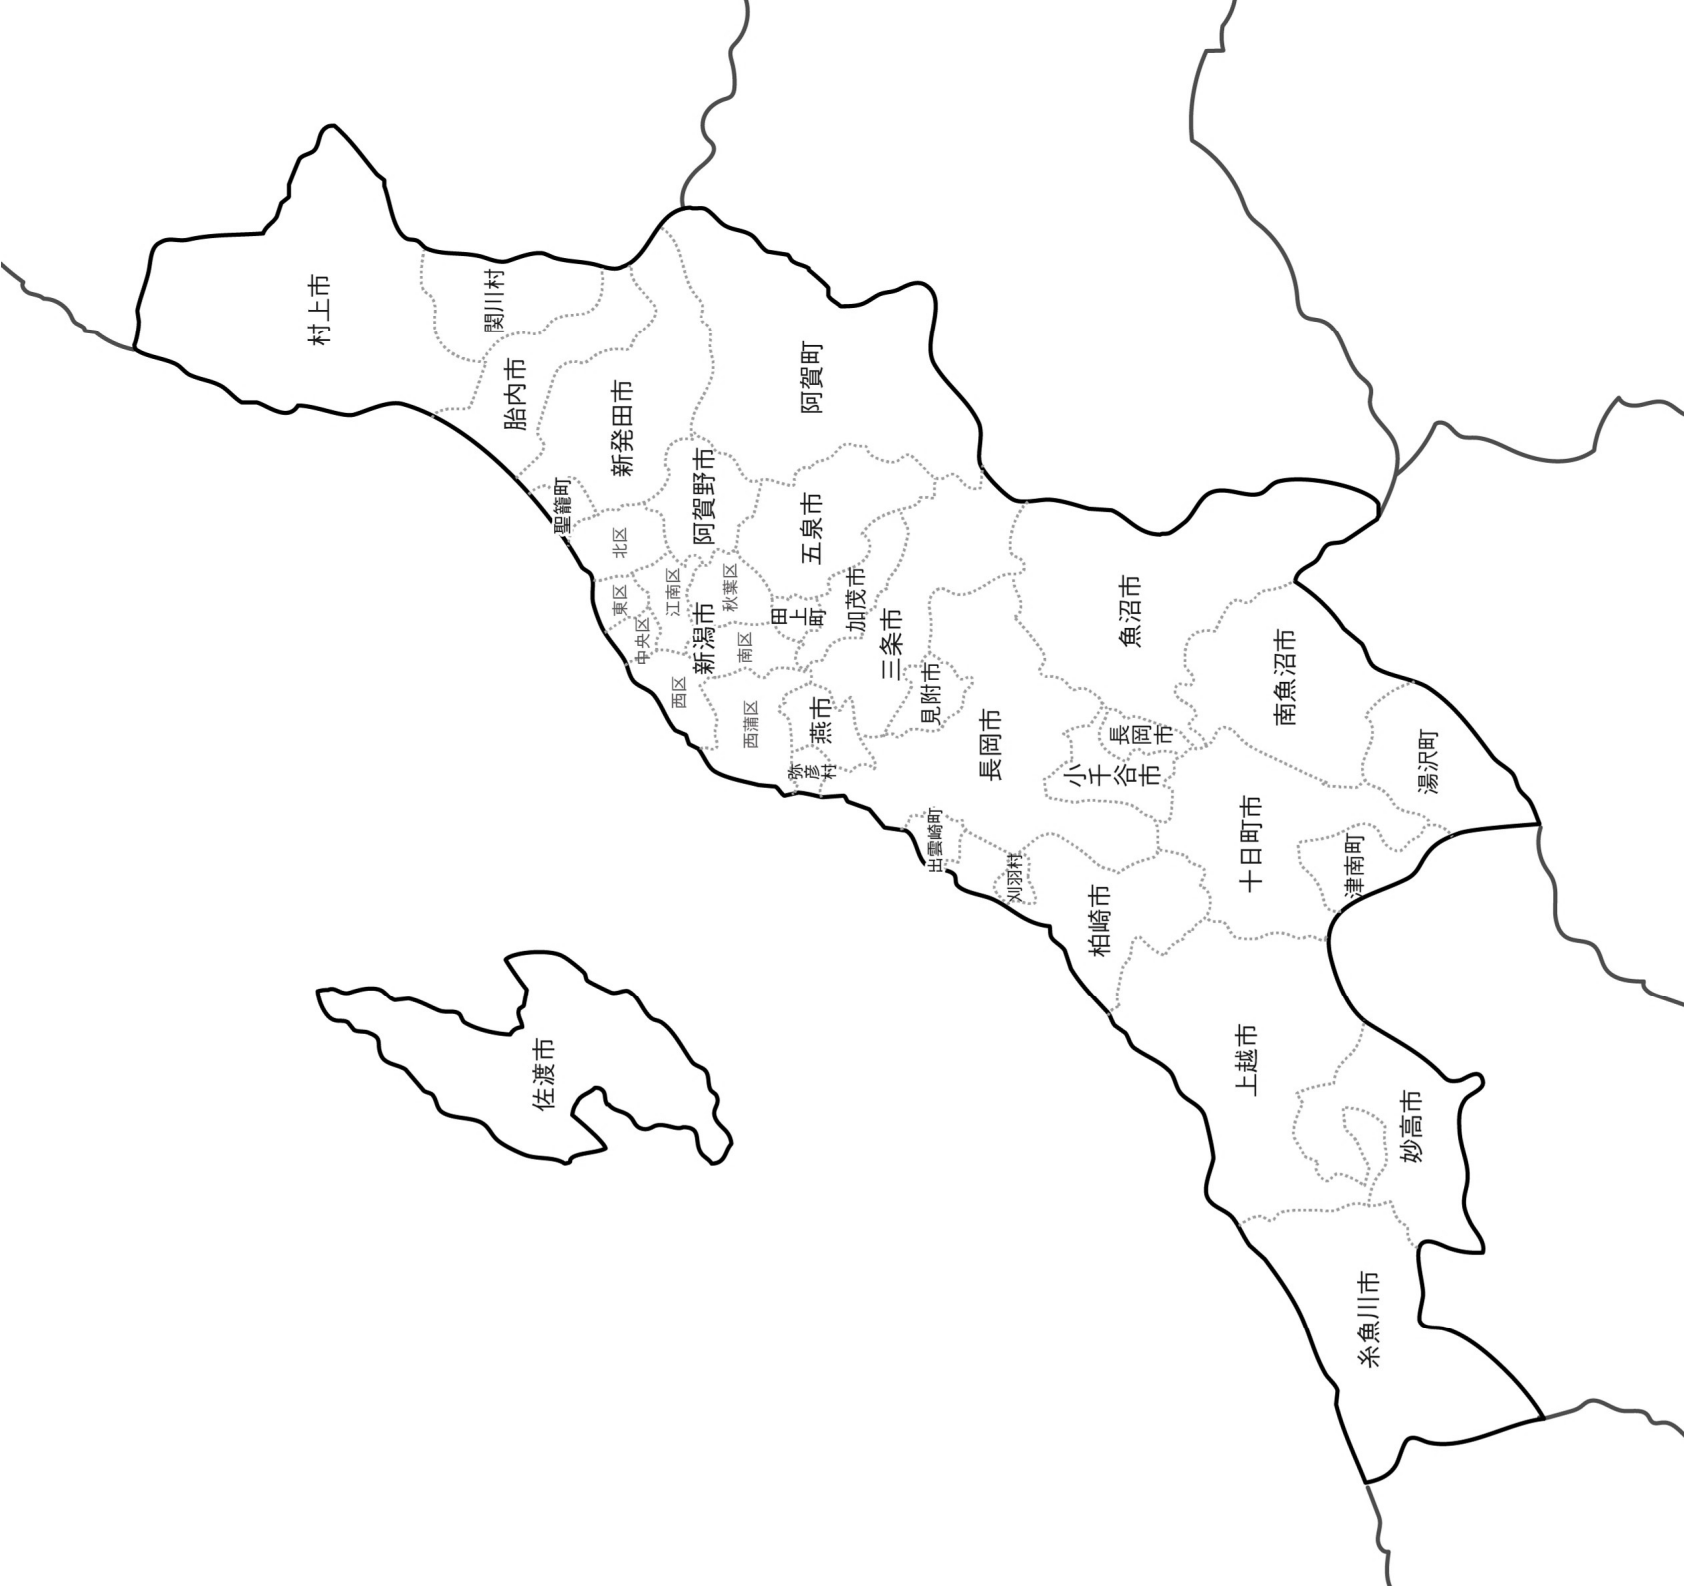 村上市
関川村
胎内市
新発田市
聖籠町
阿賀町
阿賀野市
北区
東区
江南区
中央区
新潟市
秋葉区
南区
西区
西蒲区
五泉市
田上町
加茂市
三条市
燕市
弥彦村
見附市
長岡市
出雲崎町
刈羽村
柏崎市
小千谷市
長岡市
魚沼市
南魚沼市
湯沢町
十日町市
津南町
上越市
妙高市
糸魚川市
佐渡市